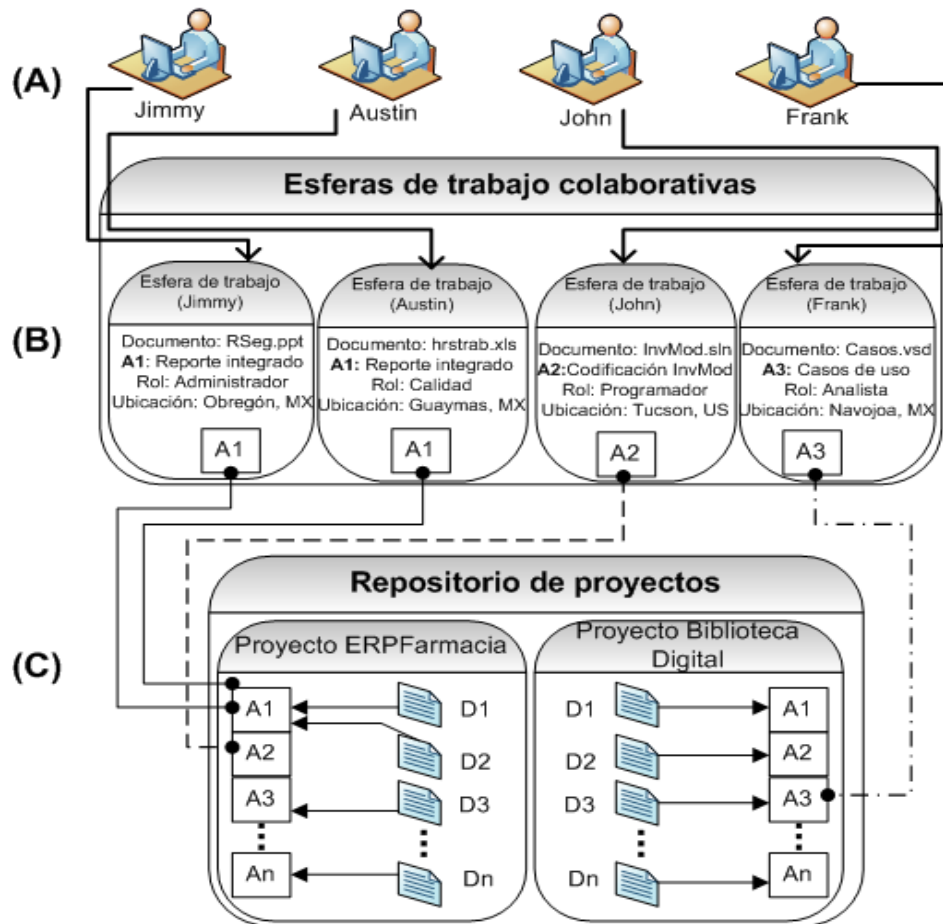 (A)
Jimmy
Austin
John
Frank
Esferas de trabajo colaborativas
(B)
Esfera de trabajo
(Jimmy)
Documento: RSeg.ppt
A1: Reporte integrado
Rol: Administrador
Ubicación: Obregón, MX
A1
Esfera de trabajo
(Austin)
Documento: hrstrab.xls
A1: Reporte integrado
Rol: Calidad
Ubicación: Guaymas, MX
A1
Esfera de trabajo
(John)
Documento: InvMod.sln
A2:Codificación InvMod
Rol: Programador
Ubicación: Tucson, US
A2
Esfera de trabajo
(Frank)
Documento: Casos.vsd
A3: Casos de uso
Rol: Analista
Ubicación: Navojoa, MX
A3
Repositorio de proyectos
(C)
Proyecto ERPFarmacia
A1
D1
A2
D2
A3
D3
An
Dn
Proyecto Biblioteca
Digital
D1
A1
D2
A2
D3
A3
Dn
An